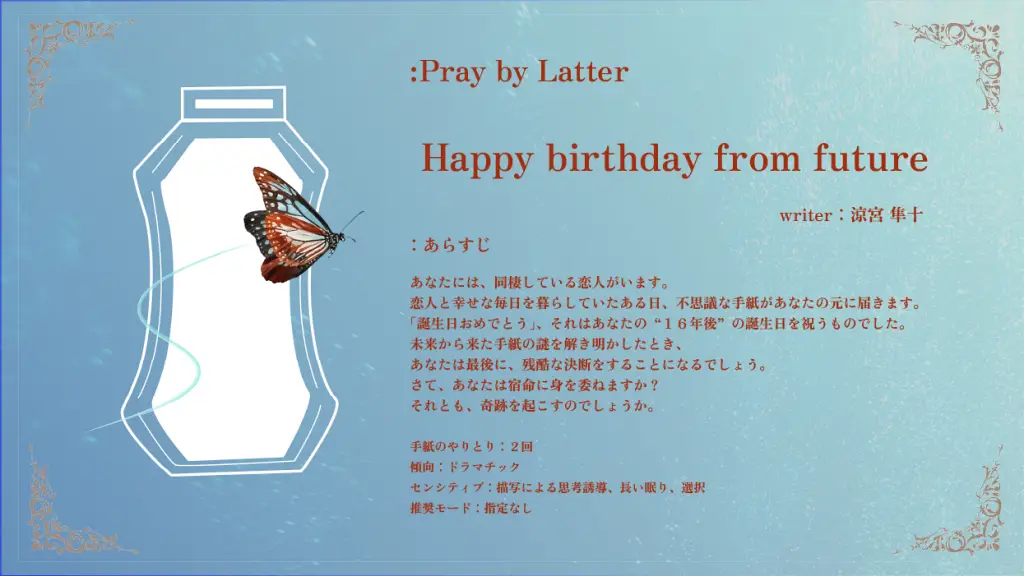 :Pray by Latter
Happy birthday from future
writer：涼宮 隼十
：あらすじ
あなたには、同棲している恋人がいます。
恋人と幸せな毎日を暮らしていたある日、不思議な手紙があなたの元に届きます。
「誕生日おめでとう」、それはあなたの“１６年後”の誕生日を祝うものでした。
未来から来た手紙の謎を解き明かしたとき、
あなたは最後に、残酷な決断をすることになるでしょう。
さて、あなたは宿命に身を委ねますか？
それとも、奇跡を起こすのでしょうか。
手紙のやりとり：２回
傾向：ドラマチック
センシティブ：描写による思考誘導、長い眠り、選択
推奨モード：指定なし